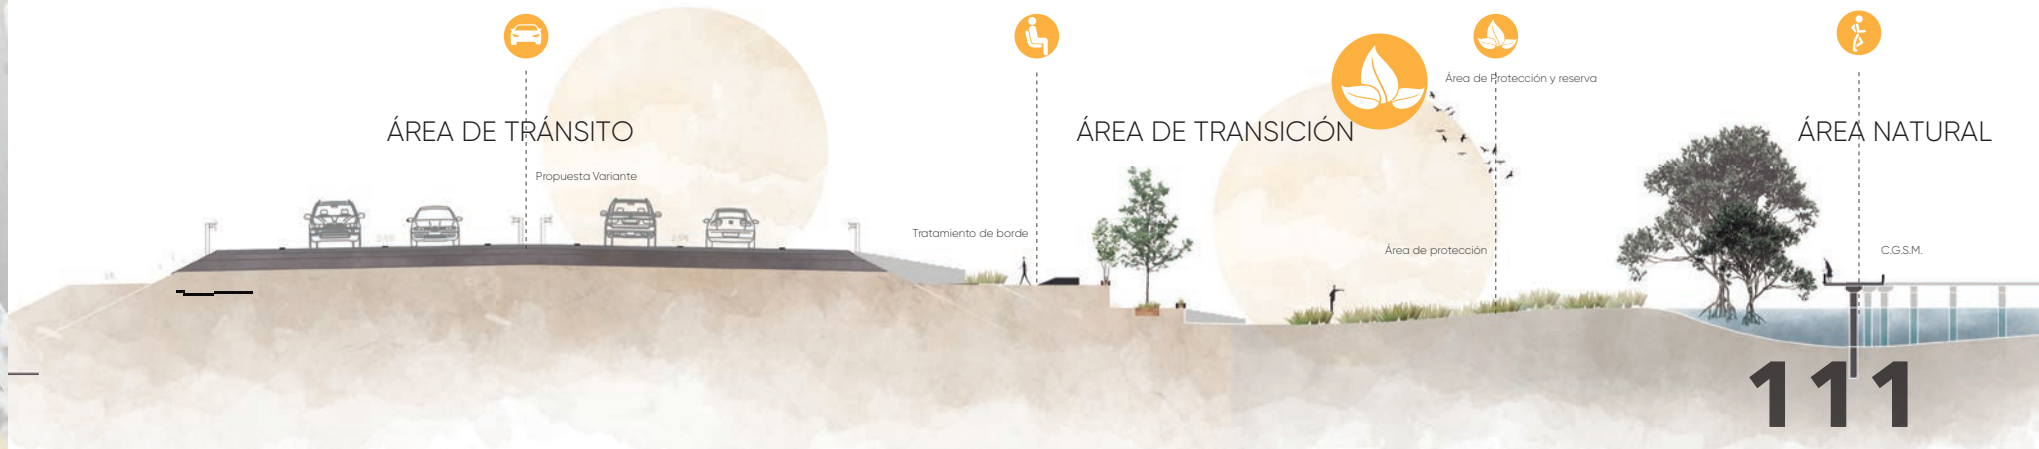 Área de Protección y reserva
ÁREA DE TRÁNSITO
ÁREA DE TRANSICIÓN
ÁREA NATURAL
Propuesta Variante
Tratamiento de borde
Área de protección
C.G.S.M.
111